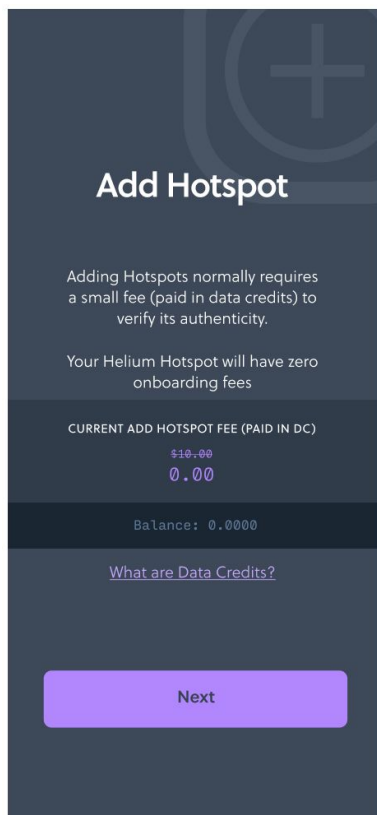 Add Hotspot
Adding Hotspots normally requires
a small fee (paid in data credits) to
verify its authenticity.
Your Helium Hotspot will have zero
onboarding fees
CURRENT ADD HOTSPOT FEE (PAID IN DC)
$10.00
0.00
Balance: 0.0000
What are Data Credits?
Next